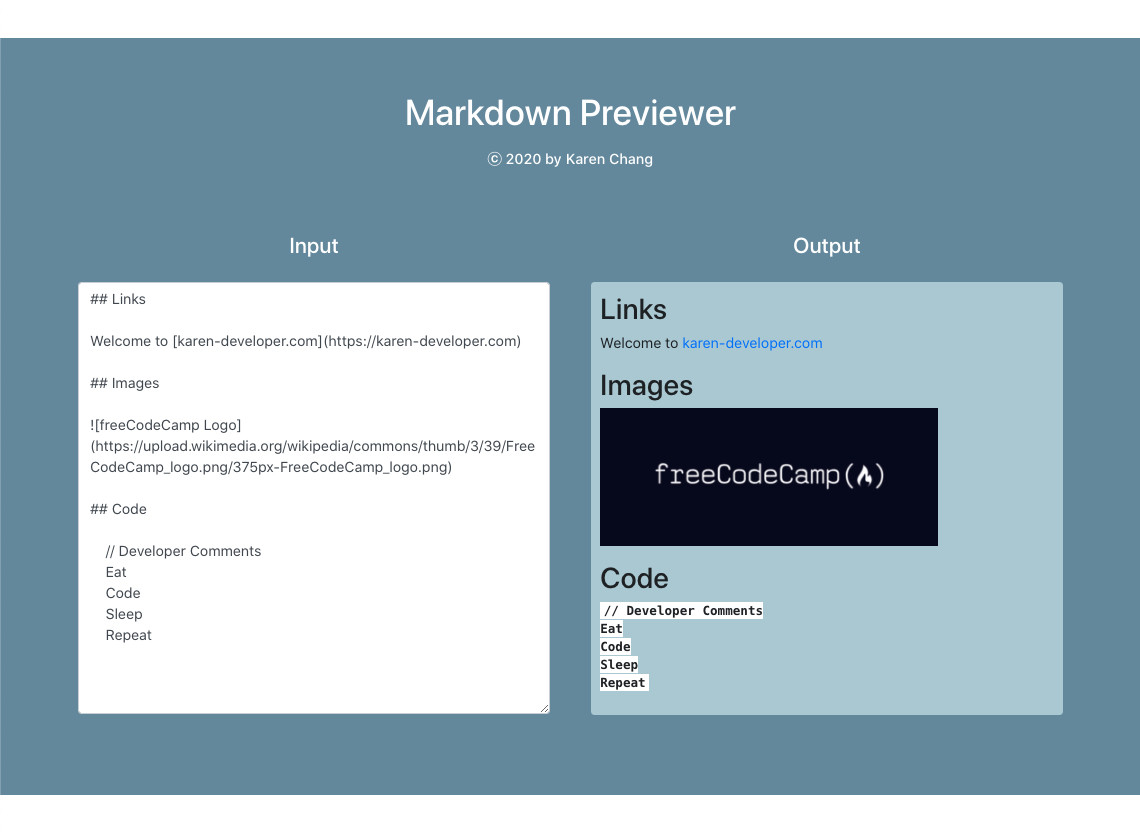 Markdown Previewer
ⓒ 2020 by Karen Chang
Input
## Links
Welcome to [karen-developer.com](https://karen-developer.com)
## Images
![freeCodeCamp Logo]
(https://upload.wikimedia.org/wikipedia/commons/thumb/3/39/Free
CodeCamp_logo.png/375px-FreeCodeCamp_logo.png)
## Code
    // Developer Comments
    Eat
    Code
    Sleep
    Repeat
Output
Links
Welcome to karen-developer.com
Images
freeCodeCamp(🔥)
Code
// Developer Comments
Eat
Code
Sleep
Repeat